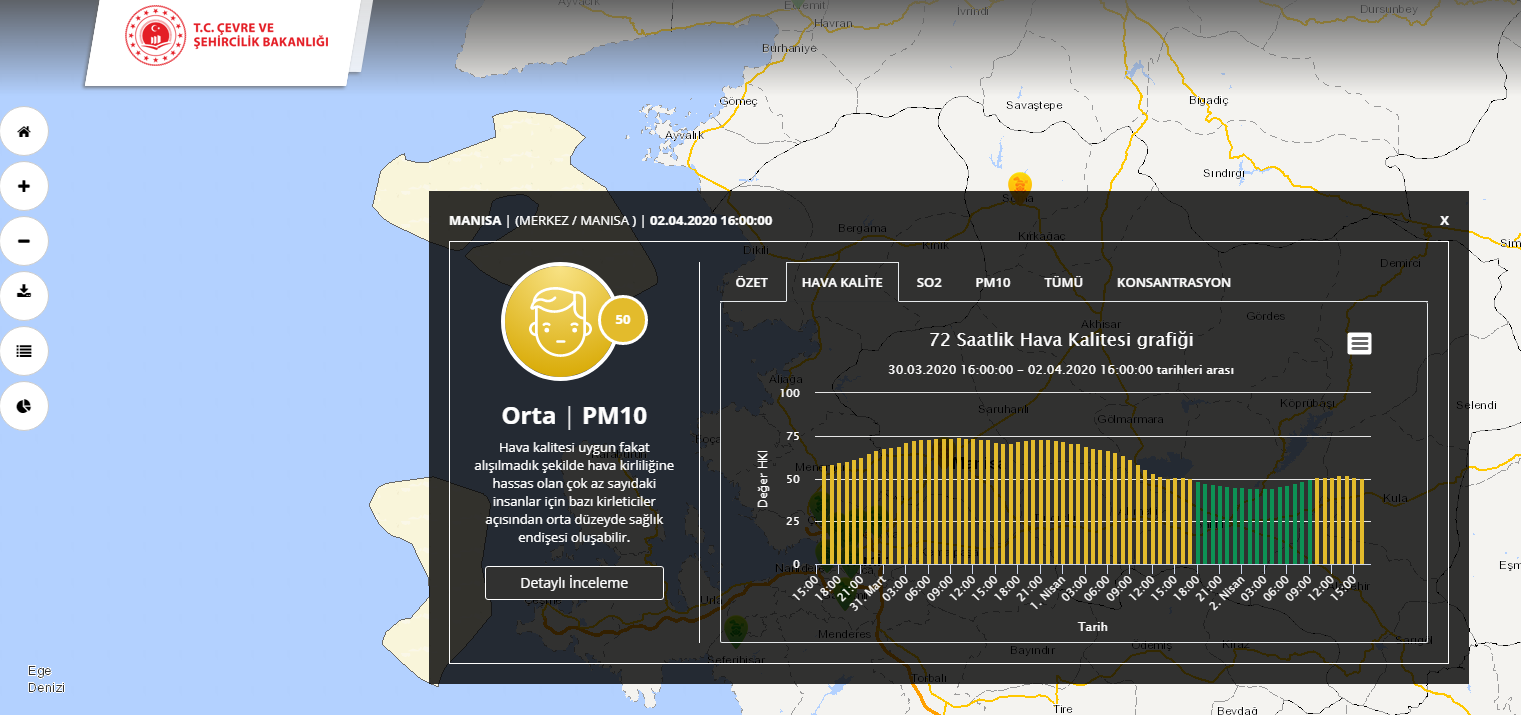 T.C. ÇEVRE VE
ŞEHİRCİLİK BAKANLIĞI
Ayvacık
Edremit
Havran
İvrindi
Dursunbey
Burhaniye
Gömeç
Savaştepe
Bigadiç
Ayvalık
Sındırgı
Soma
MANISA | (MERKEZ / MANISA ) | 02.04.2020 16:00:00
X
Bergama
Kınık
Kırkağaç
Dikili
Demirci
ÖZET
HAVA KALİTE
SO2
PM10
TÜMÜ
KONSANTRASYON
50
Orta | PM10
Hava kalitesi uygun fakat
alışılmadık şekilde hava kirliliğine
hassas olan çok az sayıdaki
insanlar için bazı kirleticiler
açısından orta düzeyde sağlık
endişesi oluşabilir.
Detaylı İnceleme
Akhisar
Gördes
72 Saatlik Hava Kalitesi grafiği
30.03.2020 16:00:00 - 02.04.2020 16:00:00 tarihleri arası
Aliağa
Saruhanlı
Gölmarmara
Köprübaşı
Selendi
Manisa
Kula
Değer HKI
100
75
50
25
0
15:00
18:00
21:00
31. Mart
03:00
06:00
09:00
12:00
15:00
18:00
21:00
1. Nisan
03:00
06:00
09:00
12:00
15:00
18:00
21:00
2. Nisan
03:00
06:00
09:00
12:00
15:00
Tarih
Çeşme
Menderes
Seferihisar
Bayındır
Ödemiş
Kiraz
Sarıgöl
Torbalı
Tire
Beydağ
Ege
Denizi